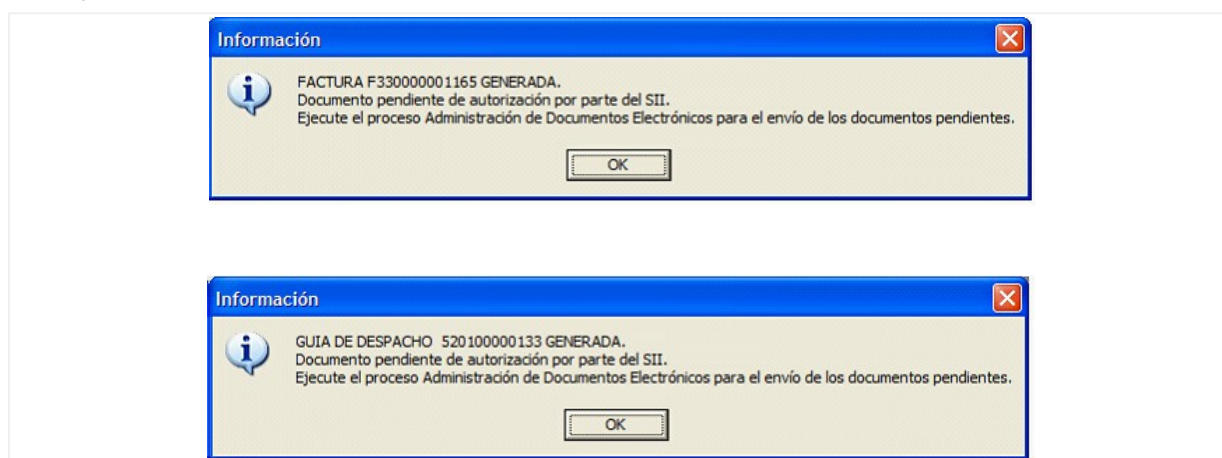 Información
FACTURA F330000001165 GENERADA.
Documento pendiente de autorización por parte del SII.
Ejecute el proceso Administración de Documentos Electrónicos para el envío de los documentos pendientes.
OK
Información
GUIA DE DESPACHO 520100000133 GENERADA.
Documento pendiente de autorización por parte del SII.
Ejecute el proceso Administración de Documentos Electrónicos para el envío de los documentos pendientes.
OK